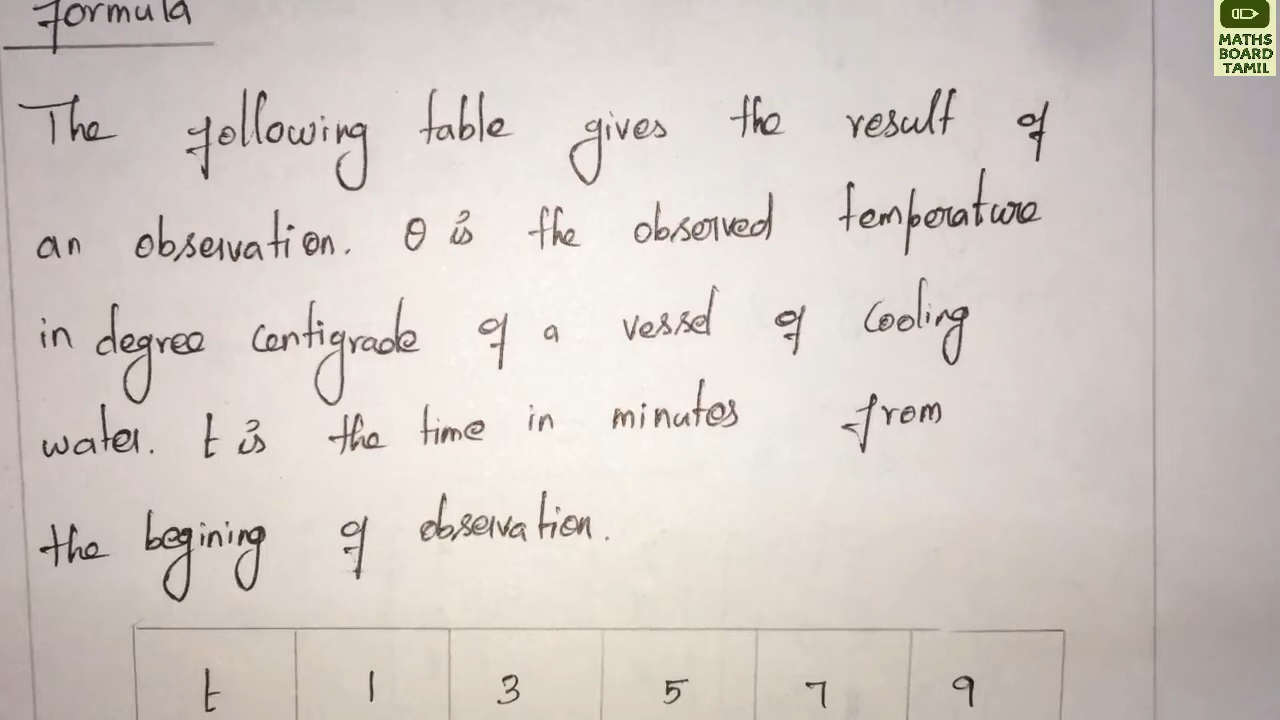 Formula
MATHS
BOARD
TAMIL
The following table gives the result of
an observation. θ is the observed temperature
in degree centigrade of a vessel of cooling
water. t is the time in minutes from
the begining of observation.
t 1 3 5 7 9